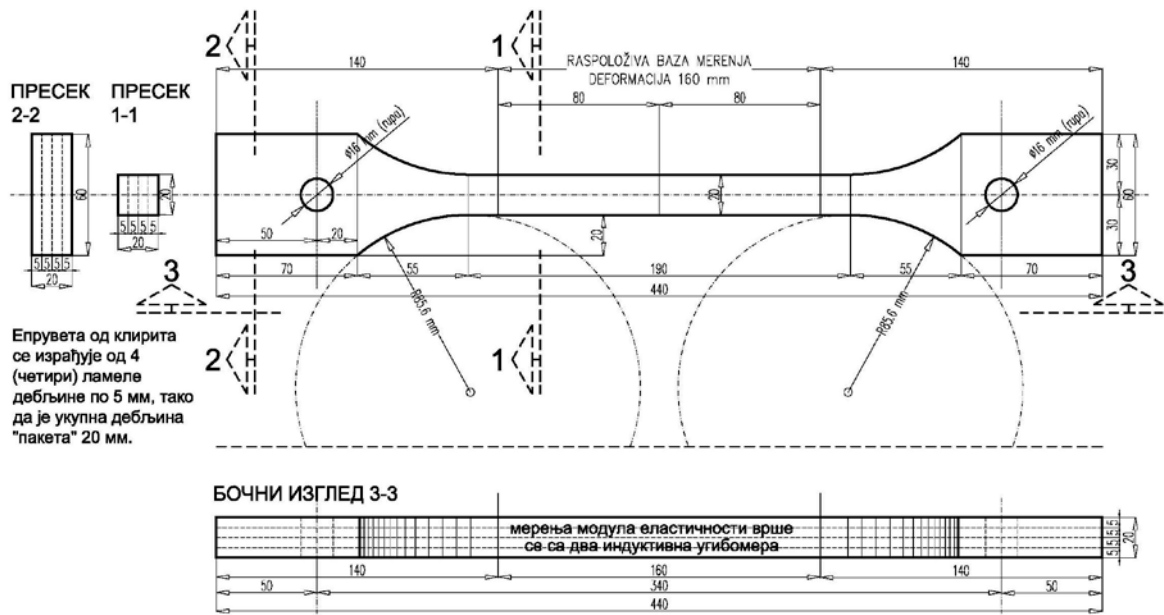 2
1
140
RASPOLOŽIVA BAZA MERENJA
DEFORMACIJA 160 mm
140
80
80
ПРЕСЕК
2-2
ПРЕСЕК
1-1
60
20
5 5 5 5
20
5 5 5 5
20
ø16 mm (rupa)
ø16 mm (rupa)
20
20
30
30
60
50
20
70
55
190
55
70
440
3
3
R85.6 mm
R85.6 mm
2
1
Епрувета од клирита
се израђује од 4
(четири) ламеле
дебљине по 5 мм, тако
да је укупна дебљина
"пакета" 20 мм.
БОЧНИ ИЗГЛЕД 3-3
мерења модула еластичности врше
се са два индуктивна угибомера
5 5 5 5
20
140
160
140
50
340
50
440